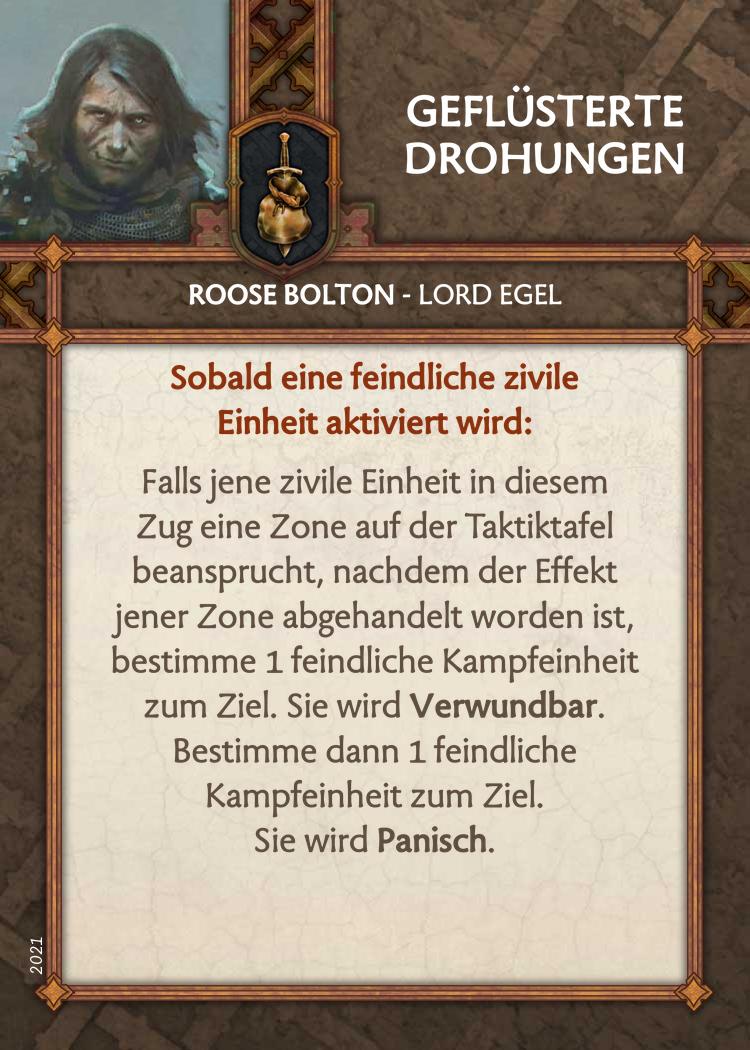 GEFLÜSTERTE
DROHUNGEN
ROOSE BOLTON - LORD EGEL
Sobald eine feindliche zivile
Einheit aktiviert wird:
Falls jene zivile Einheit in diesem
Zug eine Zone auf der Taktiktafel
beansprucht, nachdem der Effekt
jener Zone abgehandelt worden ist,
bestimme 1 feindliche Kampfeinheit
zum Ziel. Sie wird Verwundbar.
Bestimme dann 1 feindliche
Kampfeinheit zum Ziel.
Sie wird Panisch.
2021